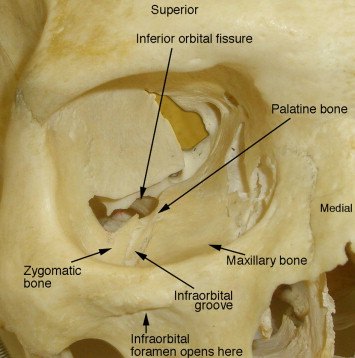 Superior
Inferior orbital fissure
Palatine bone
Medial
Maxillary bone
Zygomatic
bone
Infraorbital
groove
Infraorbital
foramen opens here